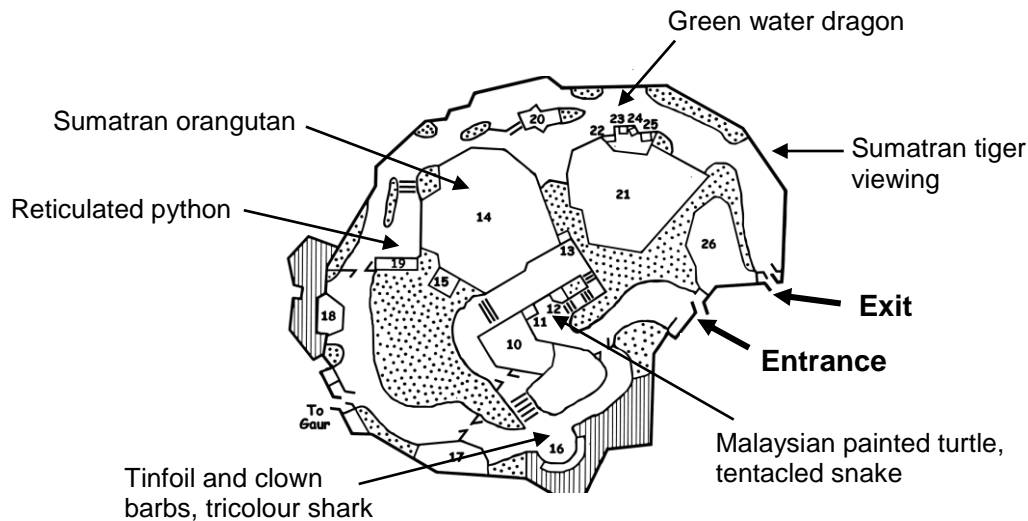 Green water dragon
Sumatran orangutan
Sumatran tiger
viewing
Reticulated python
20
22
23
24
25
14
21
26
13
19
15
18
12
11
10
Exit
Entrance
To
Gaur
17
16
Malaysian painted turtle,
tentacled snake
Tinfoil and clown
barbs, tricolour shark